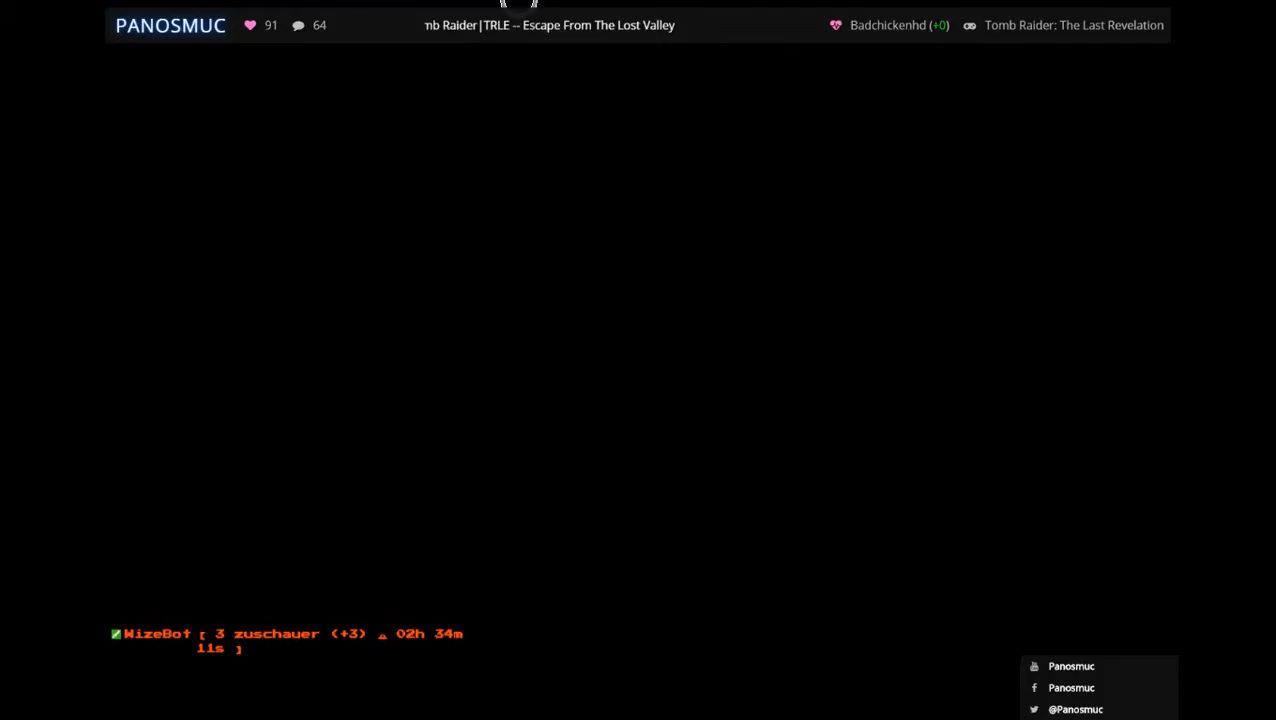 PANOSMUC 91 64 mb Raider|TRLE -- Escape From The Lost Valley Badchickenhd (+0) Tomb Raider: The Last Revelation
WizeBot [ 3 zuschauer (+3) 02h 34m
11s ]
Panosmuc
Panosmuc
@Panosmuc